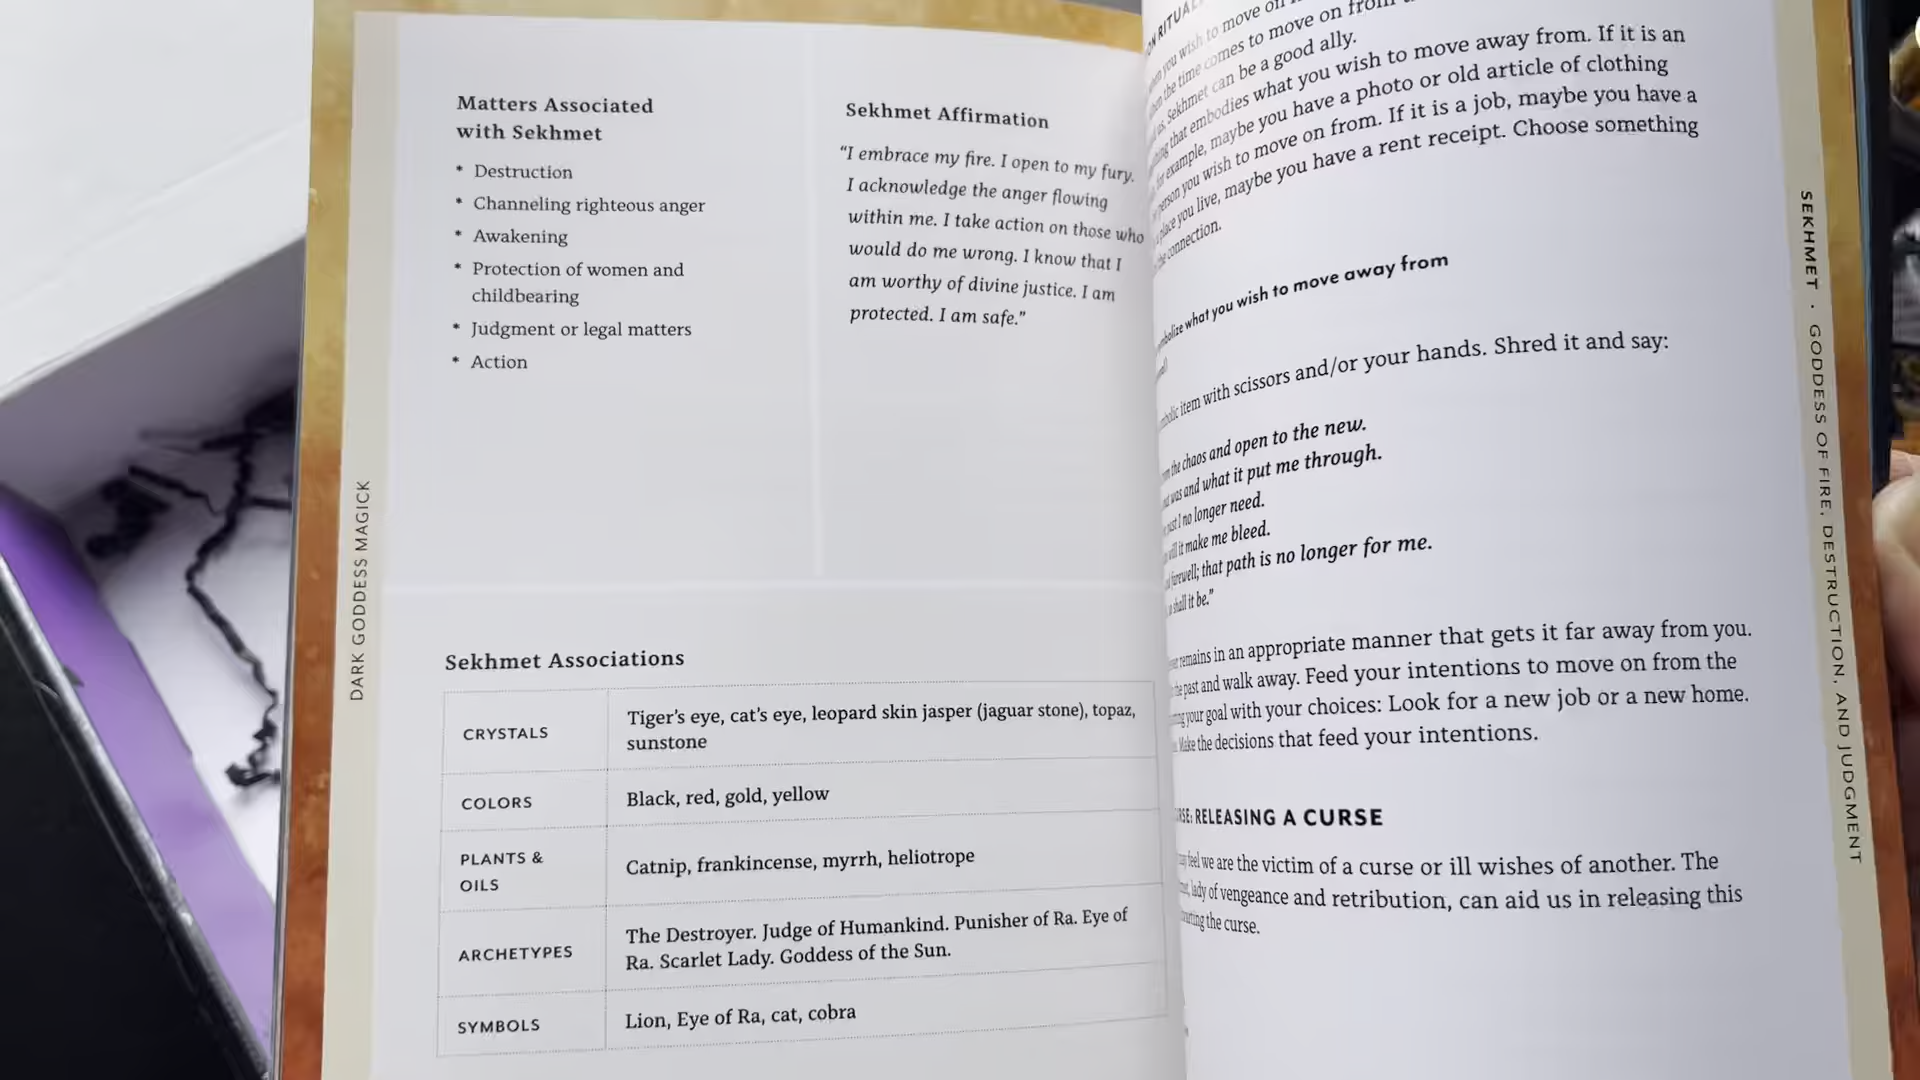 DARK GODDESS MAGICK
Matters Associated
with Sekhmet
* Destruction
* Channeling righteous anger
* Awakening
* Protection of women and
childbearing
* Judgment or legal matters
* Action
Sekhmet Affirmation
“I embrace my fire. I open to my fury.
I acknowledge the anger flowing
within me. I take action on those who
would do me wrong. I know that I
am worthy of divine justice. I am
protected. I am safe.”
Sekhmet Associations
CRYSTALS
Tiger’s eye, cat’s eye, leopard skin jasper (jaguar stone), topaz,
sunstone
COLORS
Black, red, gold, yellow
PLANTS &
OILS
Catnip, frankincense, myrrh, heliotrope
ARCHETYPES
The Destroyer. Judge of Humankind. Punisher of Ra. Eye of
Ra. Scarlet Lady. Goddess of the Sun.
SYMBOLS
Lion, Eye of Ra, cat, cobra
you wish to move on
the time comes to move on from
Sekhmet can be a good ally.
that embodies what you wish to move away from. If it is an
for example, maybe you have a photo or old article of clothing
person you wish to move on from. If it is a job, maybe you have a
place you live, maybe you have a rent receipt. Choose something
the connection.
what you wish to move away from
item with scissors and/or your hands. Shred it and say:
the chaos and open to the new.
was and what it put me through.
I no longer need.
it make me bleed.
farewell; that path is no longer for me.
shall it be.”
remains in an appropriate manner that gets it far away from you.
the past and walk away. Feed your intentions to move on from the
your goal with your choices: Look for a new job or a new home.
Make the decisions that feed your intentions.
RELEASING A CURSE
feel we are the victim of a curse or ill wishes of another. The
lady of vengeance and retribution, can aid us in releasing this
the curse.
SEKHMET · GODDESS OF FIRE, DESTRUCTION, AND JUDGMENT